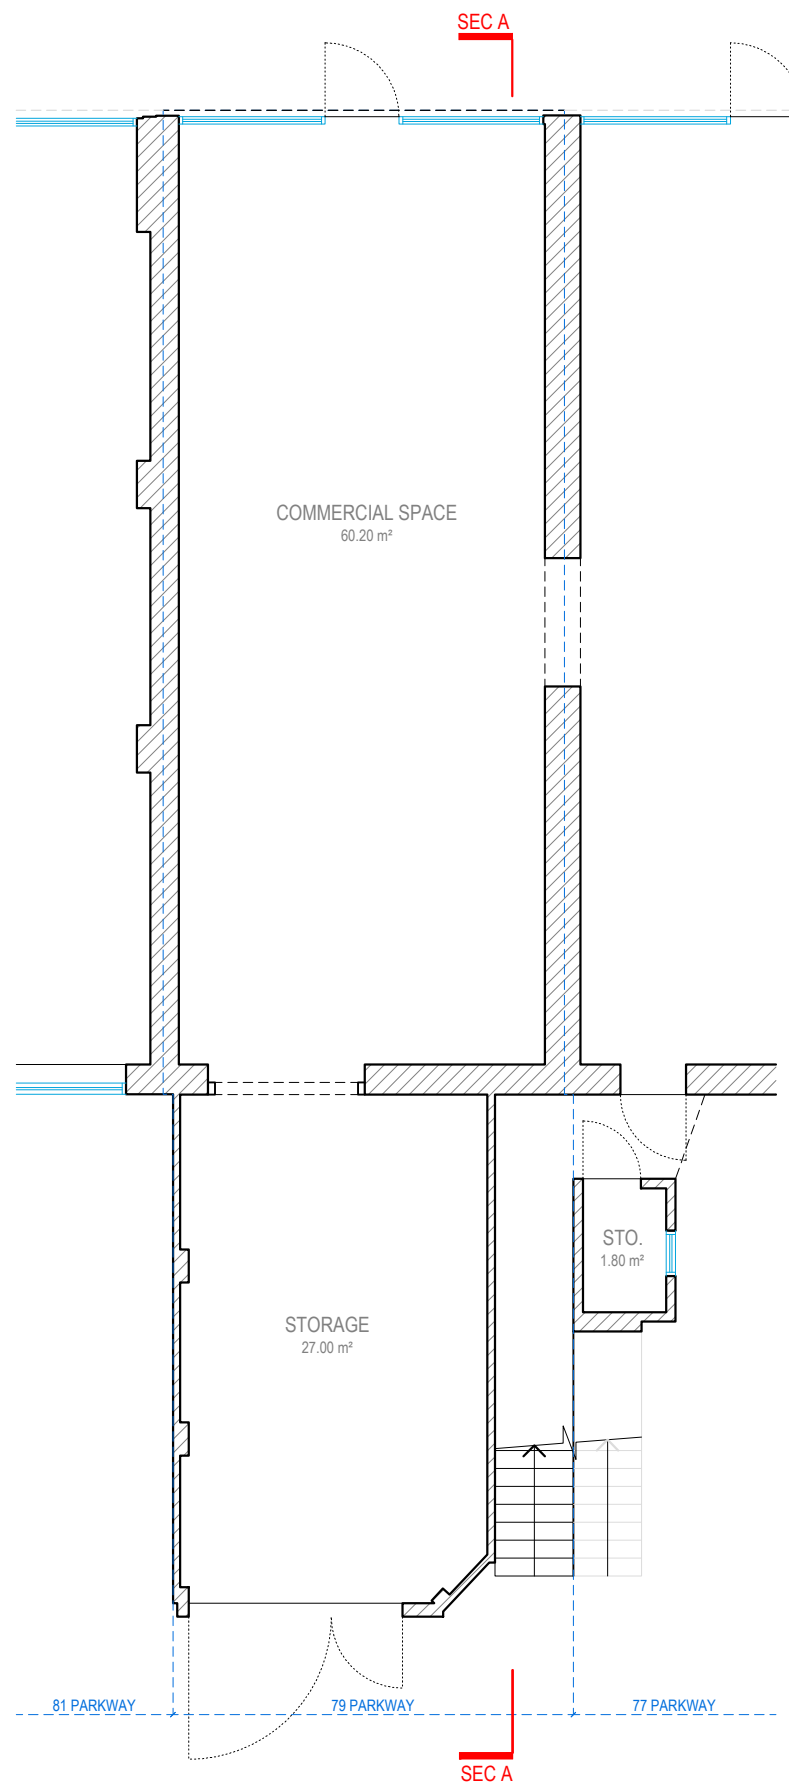 SEC A
COMMERCIAL SPACE
60.20 m²
STO.
1.80 m²
STORAGE
27.00 m²
81 PARKWAY
79 PARKWAY
77 PARKWAY
SEC A